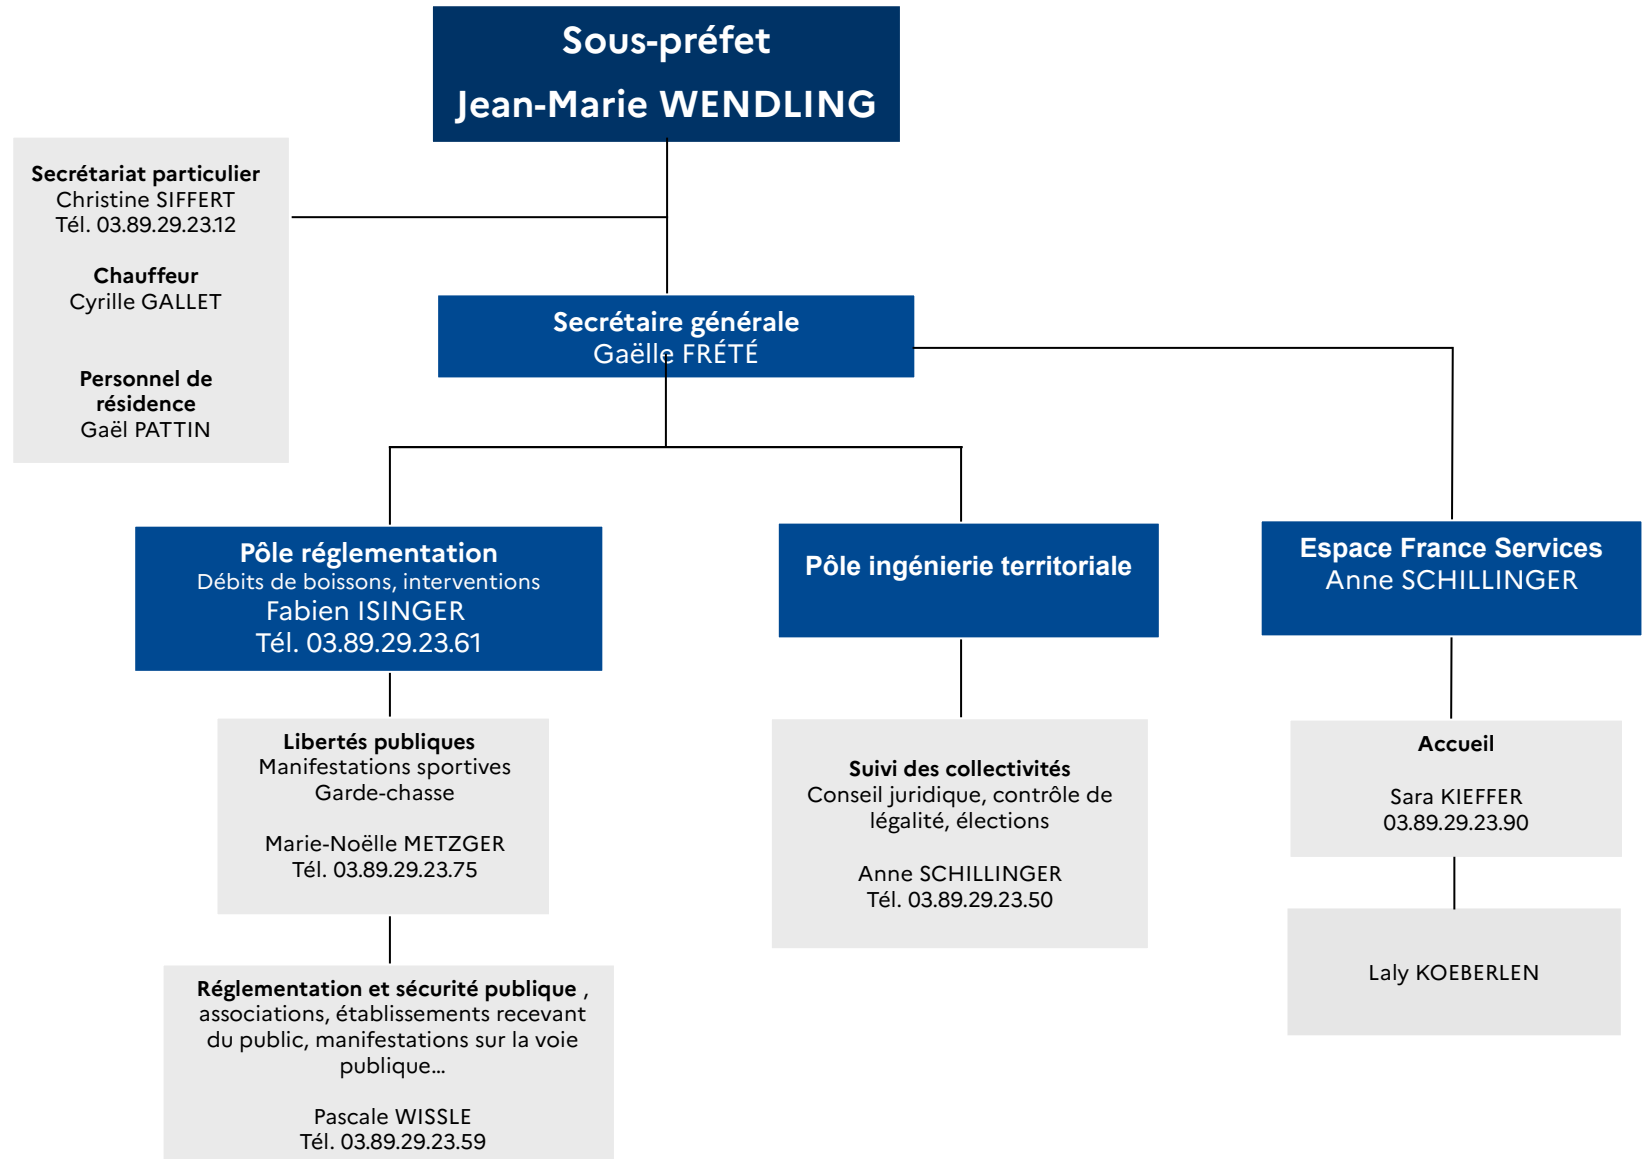 Sous-préfet
Jean-Marie WENDLING
Secrétariat particulier
Christine SIFFERT
Tél. 03.89.29.23.12
Chauffeur
Cyrille GALLET
Personnel de
résidence
Gaël PATTIN
Secrétaire générale
Gaëlle FRÉTÉ
Pôle réglementation
Débits de boissons, interventions
Fabien ISINGER
Tél. 03.89.29.23.61
Libertés publiques
Manifestations sportives
Garde-chasse
Marie-Noëlle METZGER
Tél. 03.89.29.23.75
Réglementation et sécurité publique ,
associations, établissements recevant
du public, manifestations sur la voie
publique…
Pascale WISSLE
Tél. 03.89.29.23.59
Pôle ingénierie territoriale
Suivi des collectivités
Conseil juridique, contrôle de
légalité, élections
Anne SCHILLINGER
Tél. 03.89.29.23.50
Espace France Services
Anne SCHILLINGER
Accueil
Sara KIEFFER
03.89.29.23.90
Laly KOEBERLEN